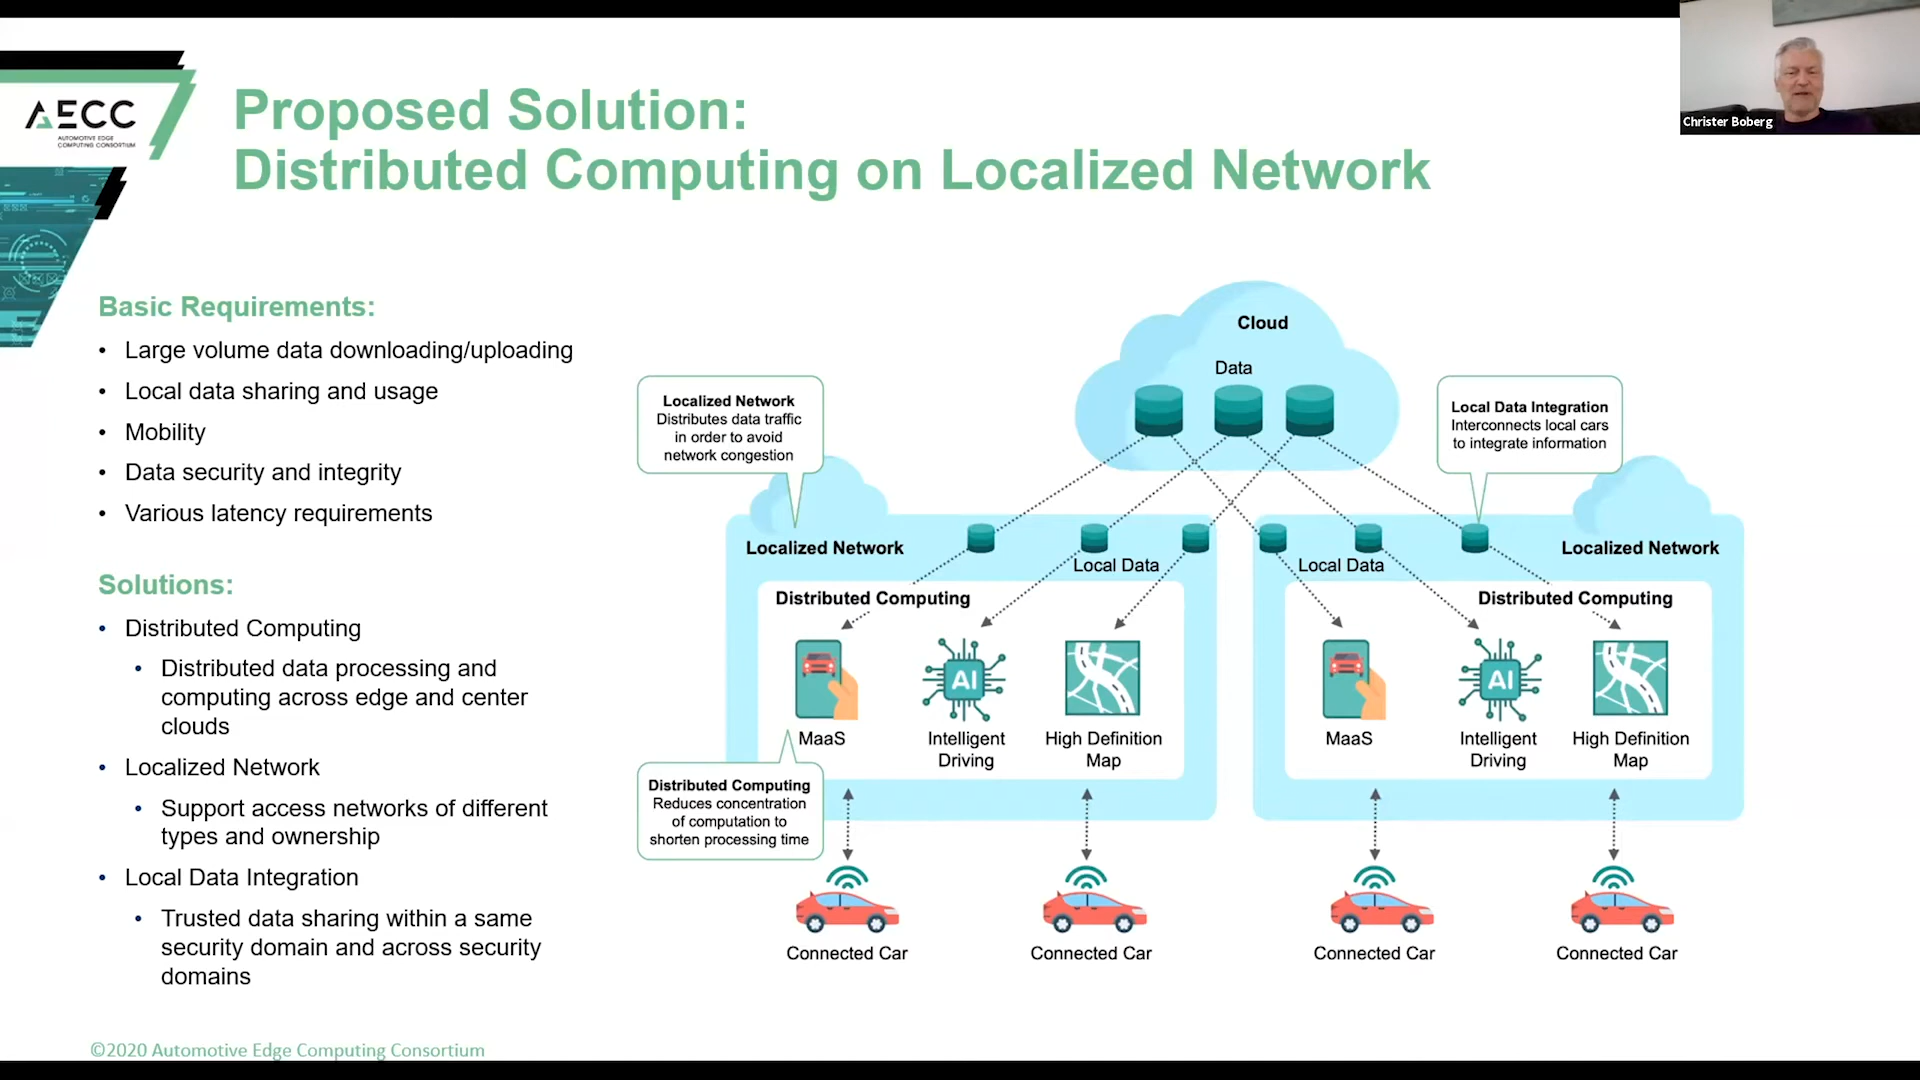 Christer Boberg
AECC
AUTOMOTIVE EDGE
COMPUTING CONSORTIUM
Proposed Solution:
Distributed Computing on Localized Network
Basic Requirements:
• Large volume data downloading/uploading
• Local data sharing and usage
• Mobility
• Data security and integrity
• Various latency requirements
Solutions:
• Distributed Computing
• Distributed data processing and
computing across edge and center
clouds
• Localized Network
• Support access networks of different
types and ownership
• Local Data Integration
• Trusted data sharing within a same
security domain and across security
domains
Cloud
Data
Localized Network
Distributes data traffic
in order to avoid
network congestion
Local Data Integration
Interconnects local cars
to integrate information
Localized Network
Local Data
Distributed Computing
AI
MaaS
Intelligent
Driving
High Definition
Map
Local Data
Localized Network
Distributed Computing
AI
MaaS
Intelligent
Driving
High Definition
Map
Distributed Computing
Reduces concentration
of computation to
shorten processing time
Connected Car
Connected Car
Connected Car
Connected Car
©2020 Automotive Edge Computing Consortium